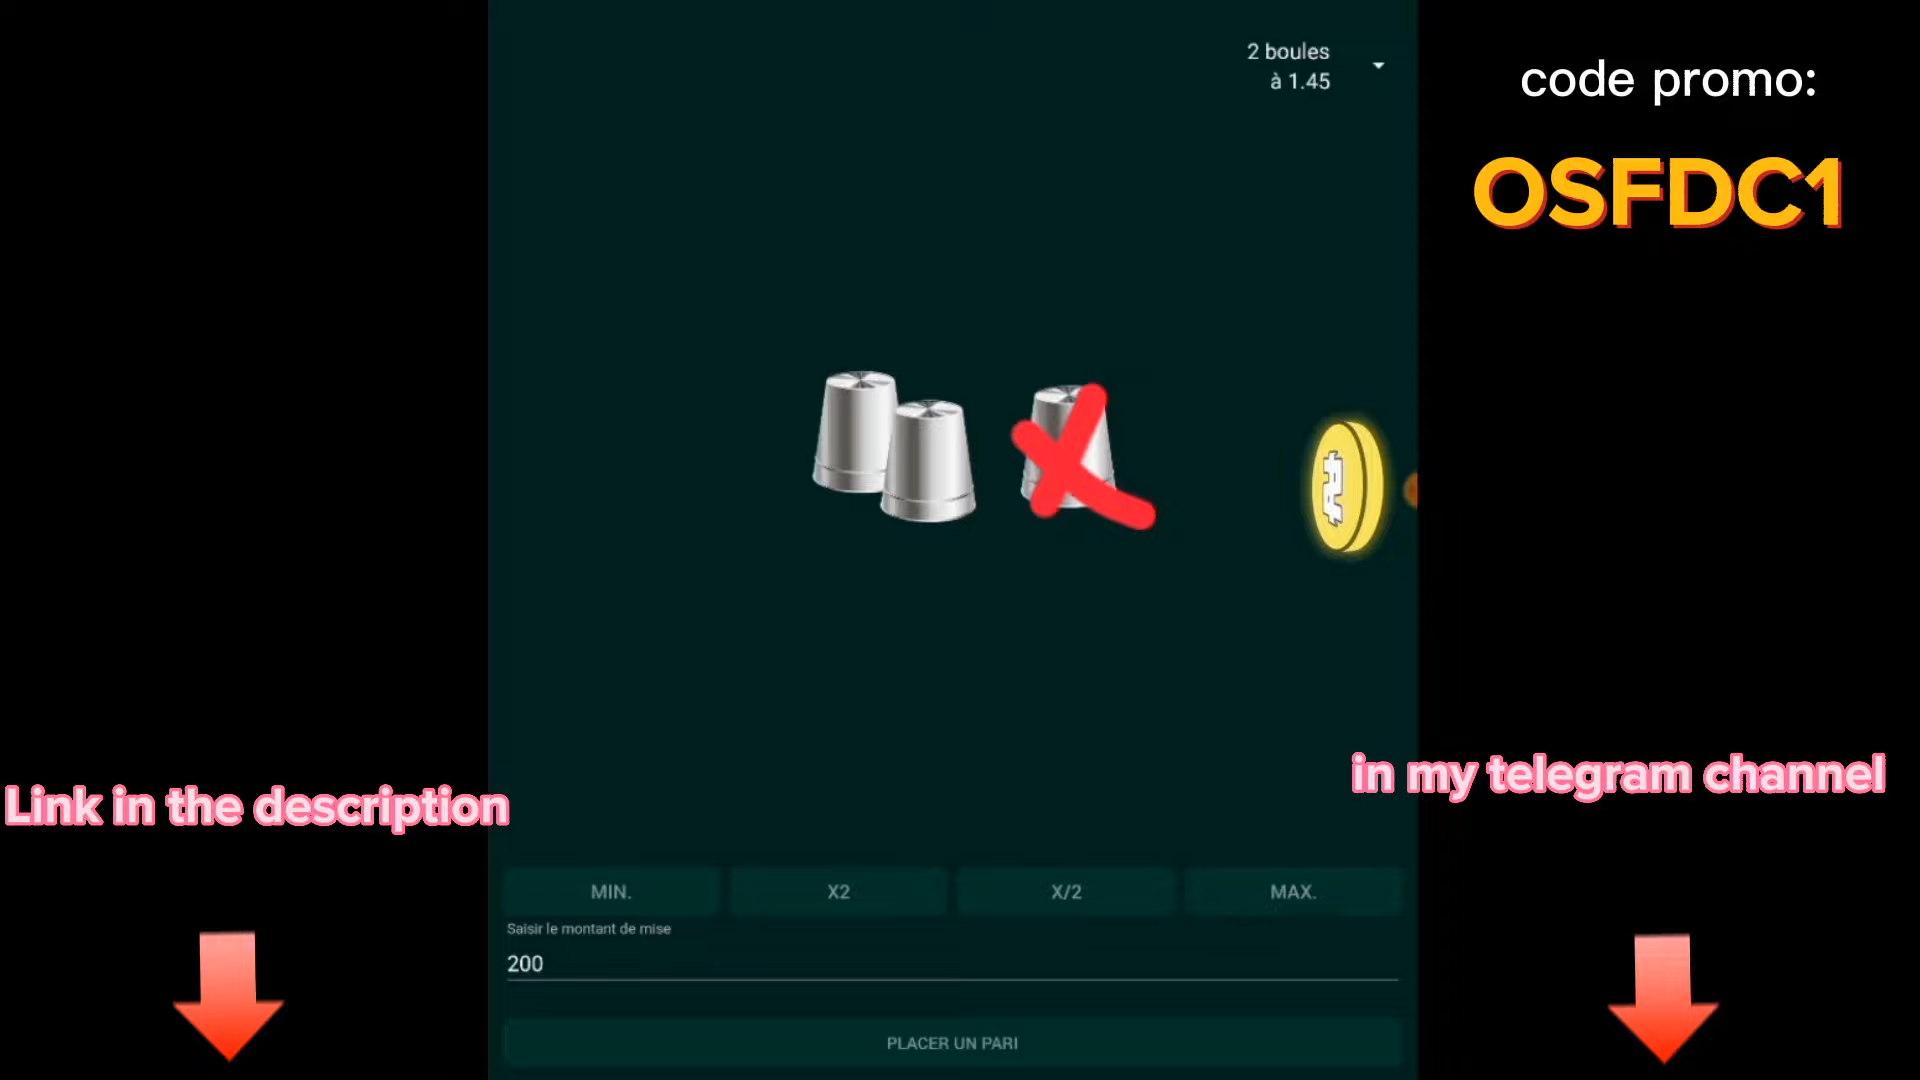 2 boules
à 1.45
code promo:
OSFDC1
in my telegram channel
Link in the description
MIN.
X2
X/2
MAX.
Saisir le montant de mise
200
PLACER UN PARI